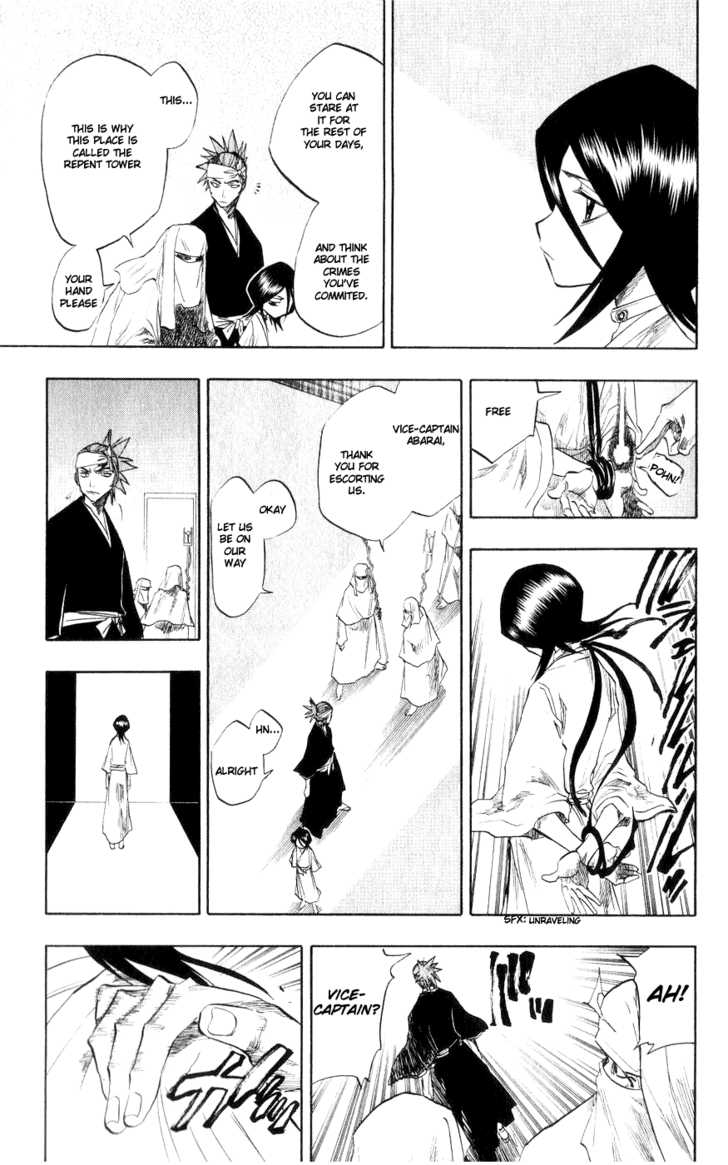 YOU CAN
STARE AT
IT FOR
THE REST OF
YOUR DAYS,
AND THINK
ABOUT THE
CRIMES
YOU'VE
COMMITED.
THIS...
THIS IS WHY
THIS PLACE IS
CALLED THE
REPENT TOWER
YOUR
HAND
PLEASE
FREE
POHN!
SFX: UNRAVELING
VICE-CAPTAIN
ABARAI,
THANK
YOU FOR
ESCORTING
US.
OKAY
LET US
BE ON
OUR
WAY
HN...
ALRIGHT
AH!
VICE-
CAPTAIN?